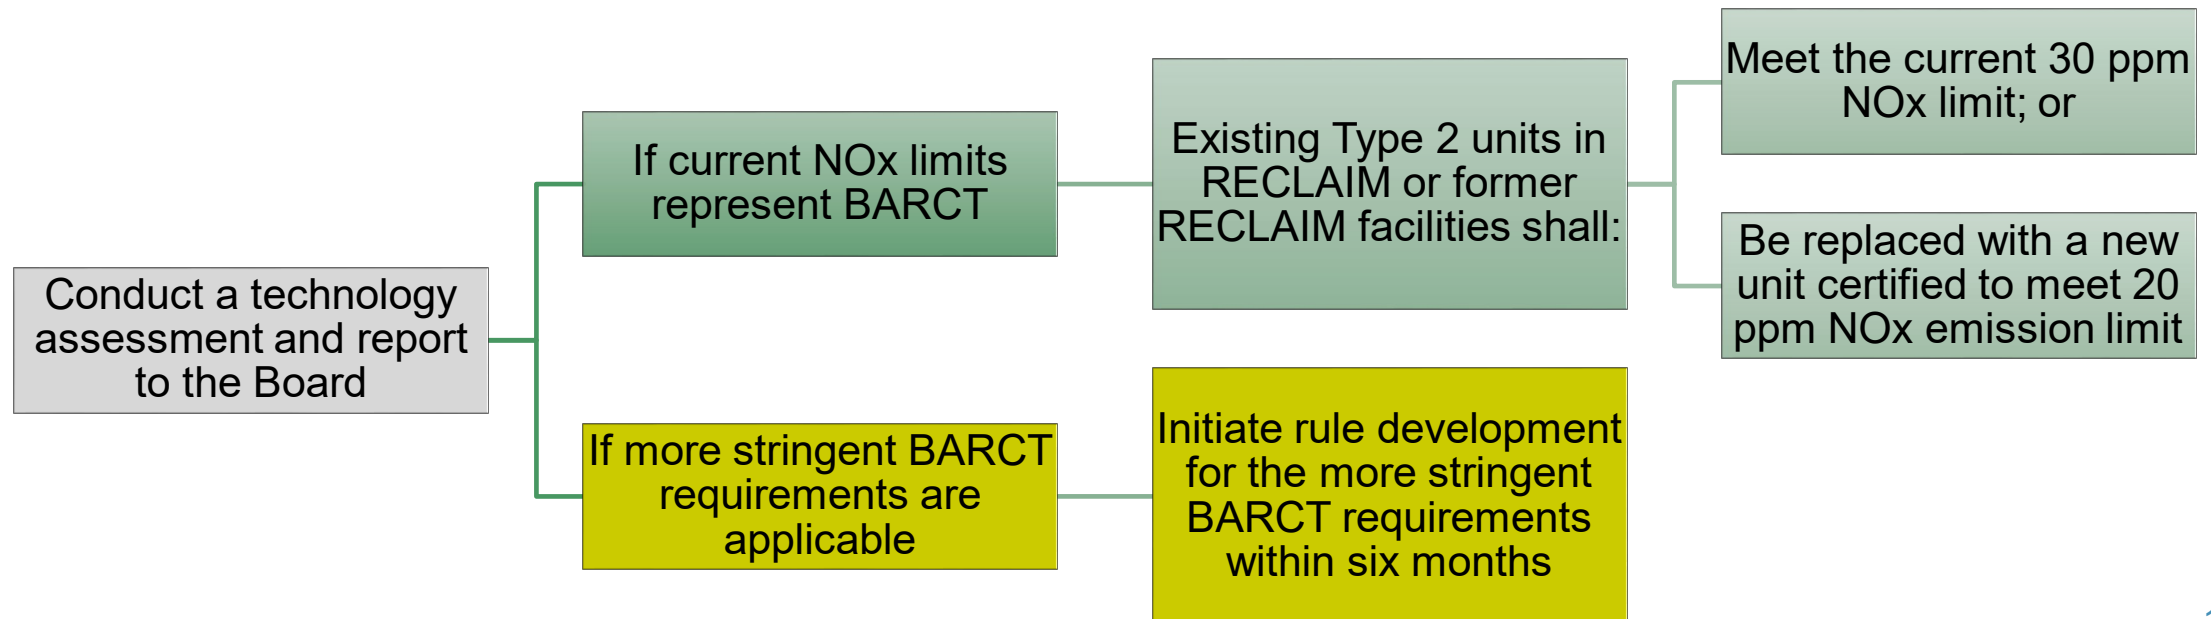 Conduct a technology
assessment and report
to the Board
If current NOx limits
represent BARCT
Existing Type 2 units in
RECLAIM or former
RECLAIM facilities shall:
Meet the current 30 ppm
NOx limit; or
Be replaced with a new
unit certified to meet 20
ppm NOx emission limit
If more stringent BARCT
requirements are
applicable
Initiate rule development
for the more stringent
BARCT requirements
within six months